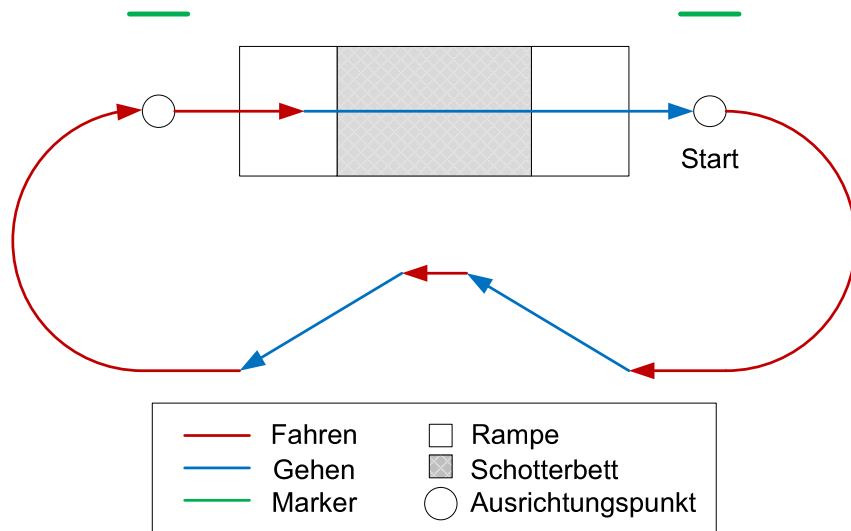 Start
Fahren
Rampe
Gehen
Schotterbett
Marker
Ausrichtungspunkt